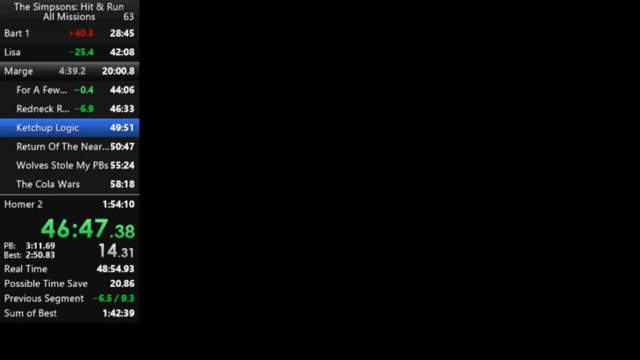 The Simpsons: Hit & Run
All Missions 63
Bart 1 +40.3 28:45
Lisa −25.4 42:08
Marge 4:39.2 20:00.8
For A Few... −0.4 44:06
Redneck R... −6.9 46:33
Ketchup Logic 49:51
Return Of The Near... 50:47
Wolves Stole My PBs 55:24
The Cola Wars 58:18
Homer 2 1:54:10
46:47.38
PB: 3:11.69
Best: 2:50.83 14.31
Real Time 48:54.93
Possible Time Save 20.86
Previous Segment −6.5 / 9.3
Sum of Best 1:42:39